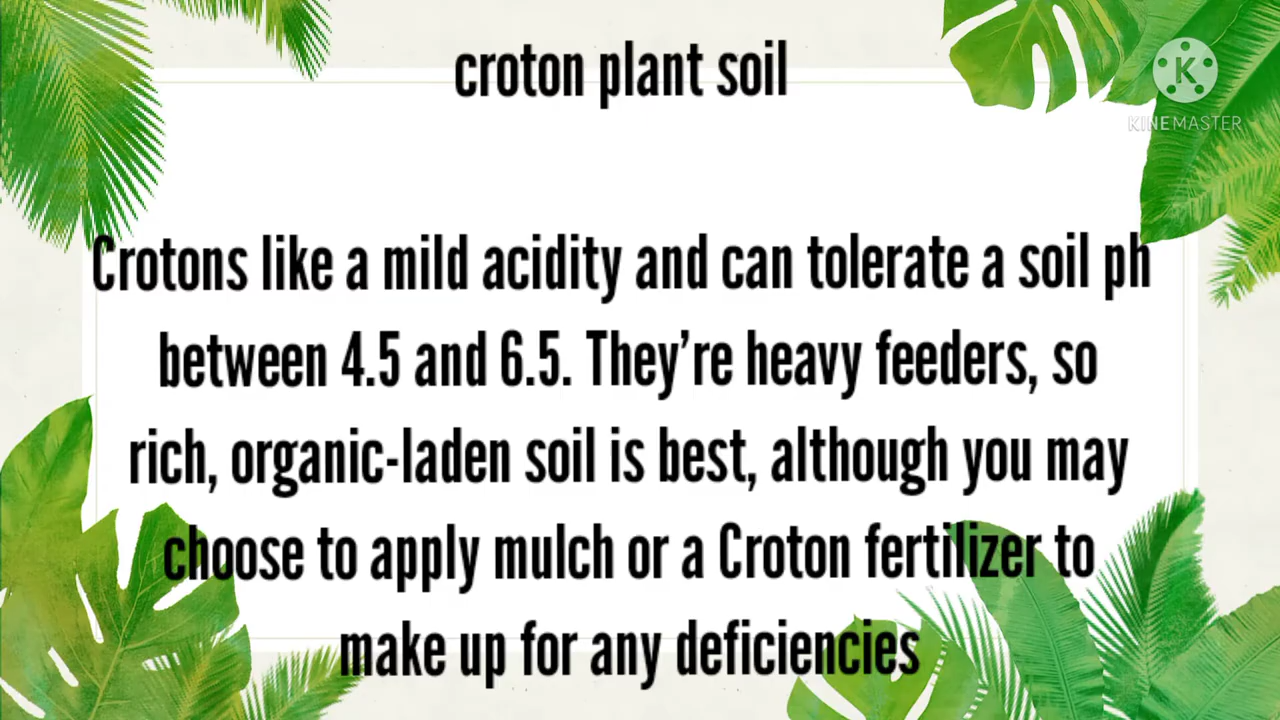 croton plant soil
K
KINEMASTER
Crotons like a mild acidity and can tolerate a soil ph
between 4.5 and 6.5. They’re heavy feeders, so
rich, organic-laden soil is best, although you may
choose to apply mulch or a Croton fertilizer to
make up for any deficiencies